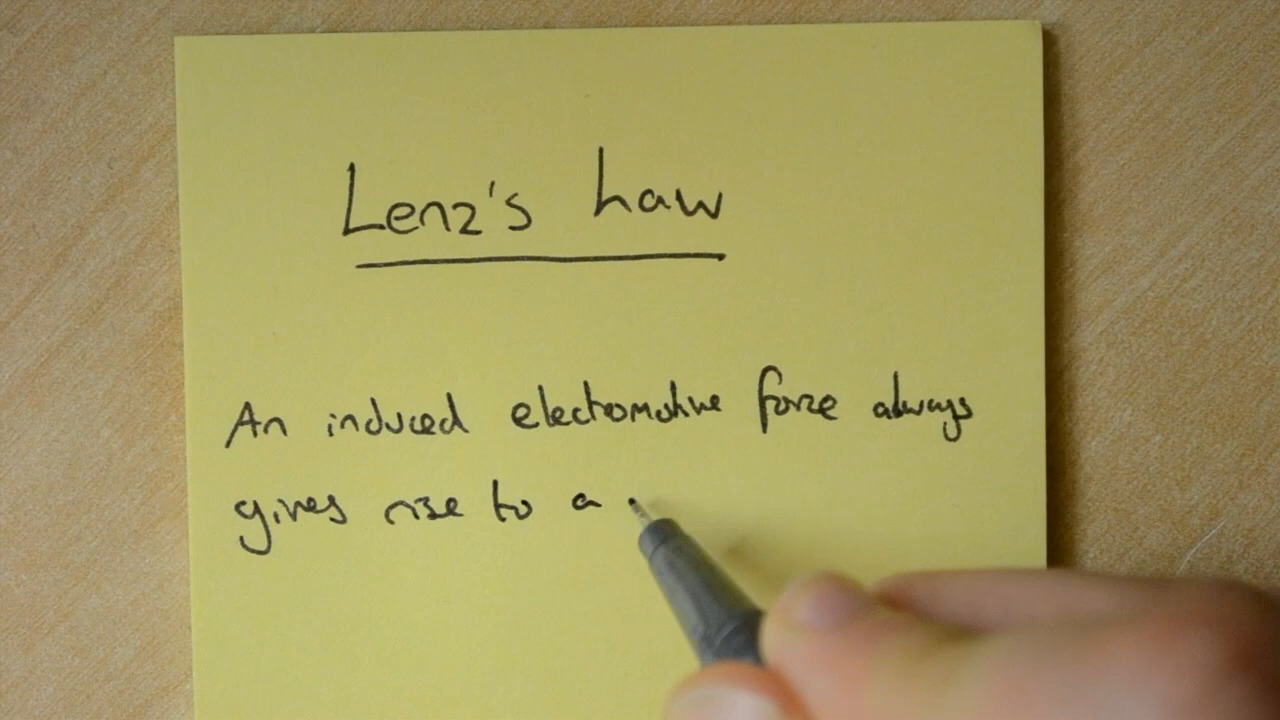 Lenz's Law
An induced electromotive force always
gives rise to a